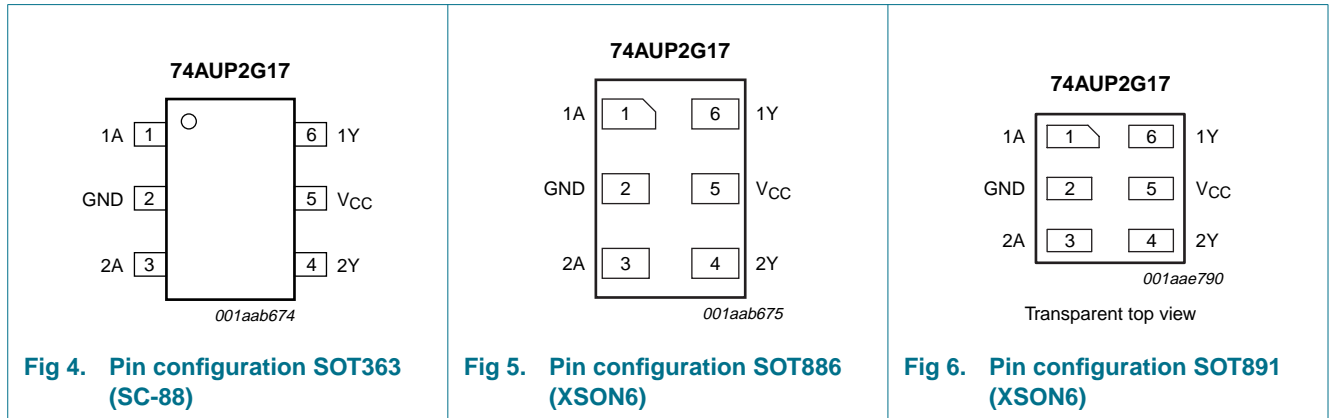 74AUP2G17
1A 1 6 1Y
GND 2 5 VCC
2A 3 4 2Y
001aab674
Fig 4. Pin configuration SOT363
(SC-88)
74AUP2G17
1A 1 6 1Y
GND 2 5 VCC
2A 3 4 2Y
001aab675
Fig 5. Pin configuration SOT886
(XSON6)
74AUP2G17
1A 1 6 1Y
GND 2 5 VCC
2A 3 4 2Y
001aae790
Transparent top view
Fig 6. Pin configuration SOT891
(XSON6)